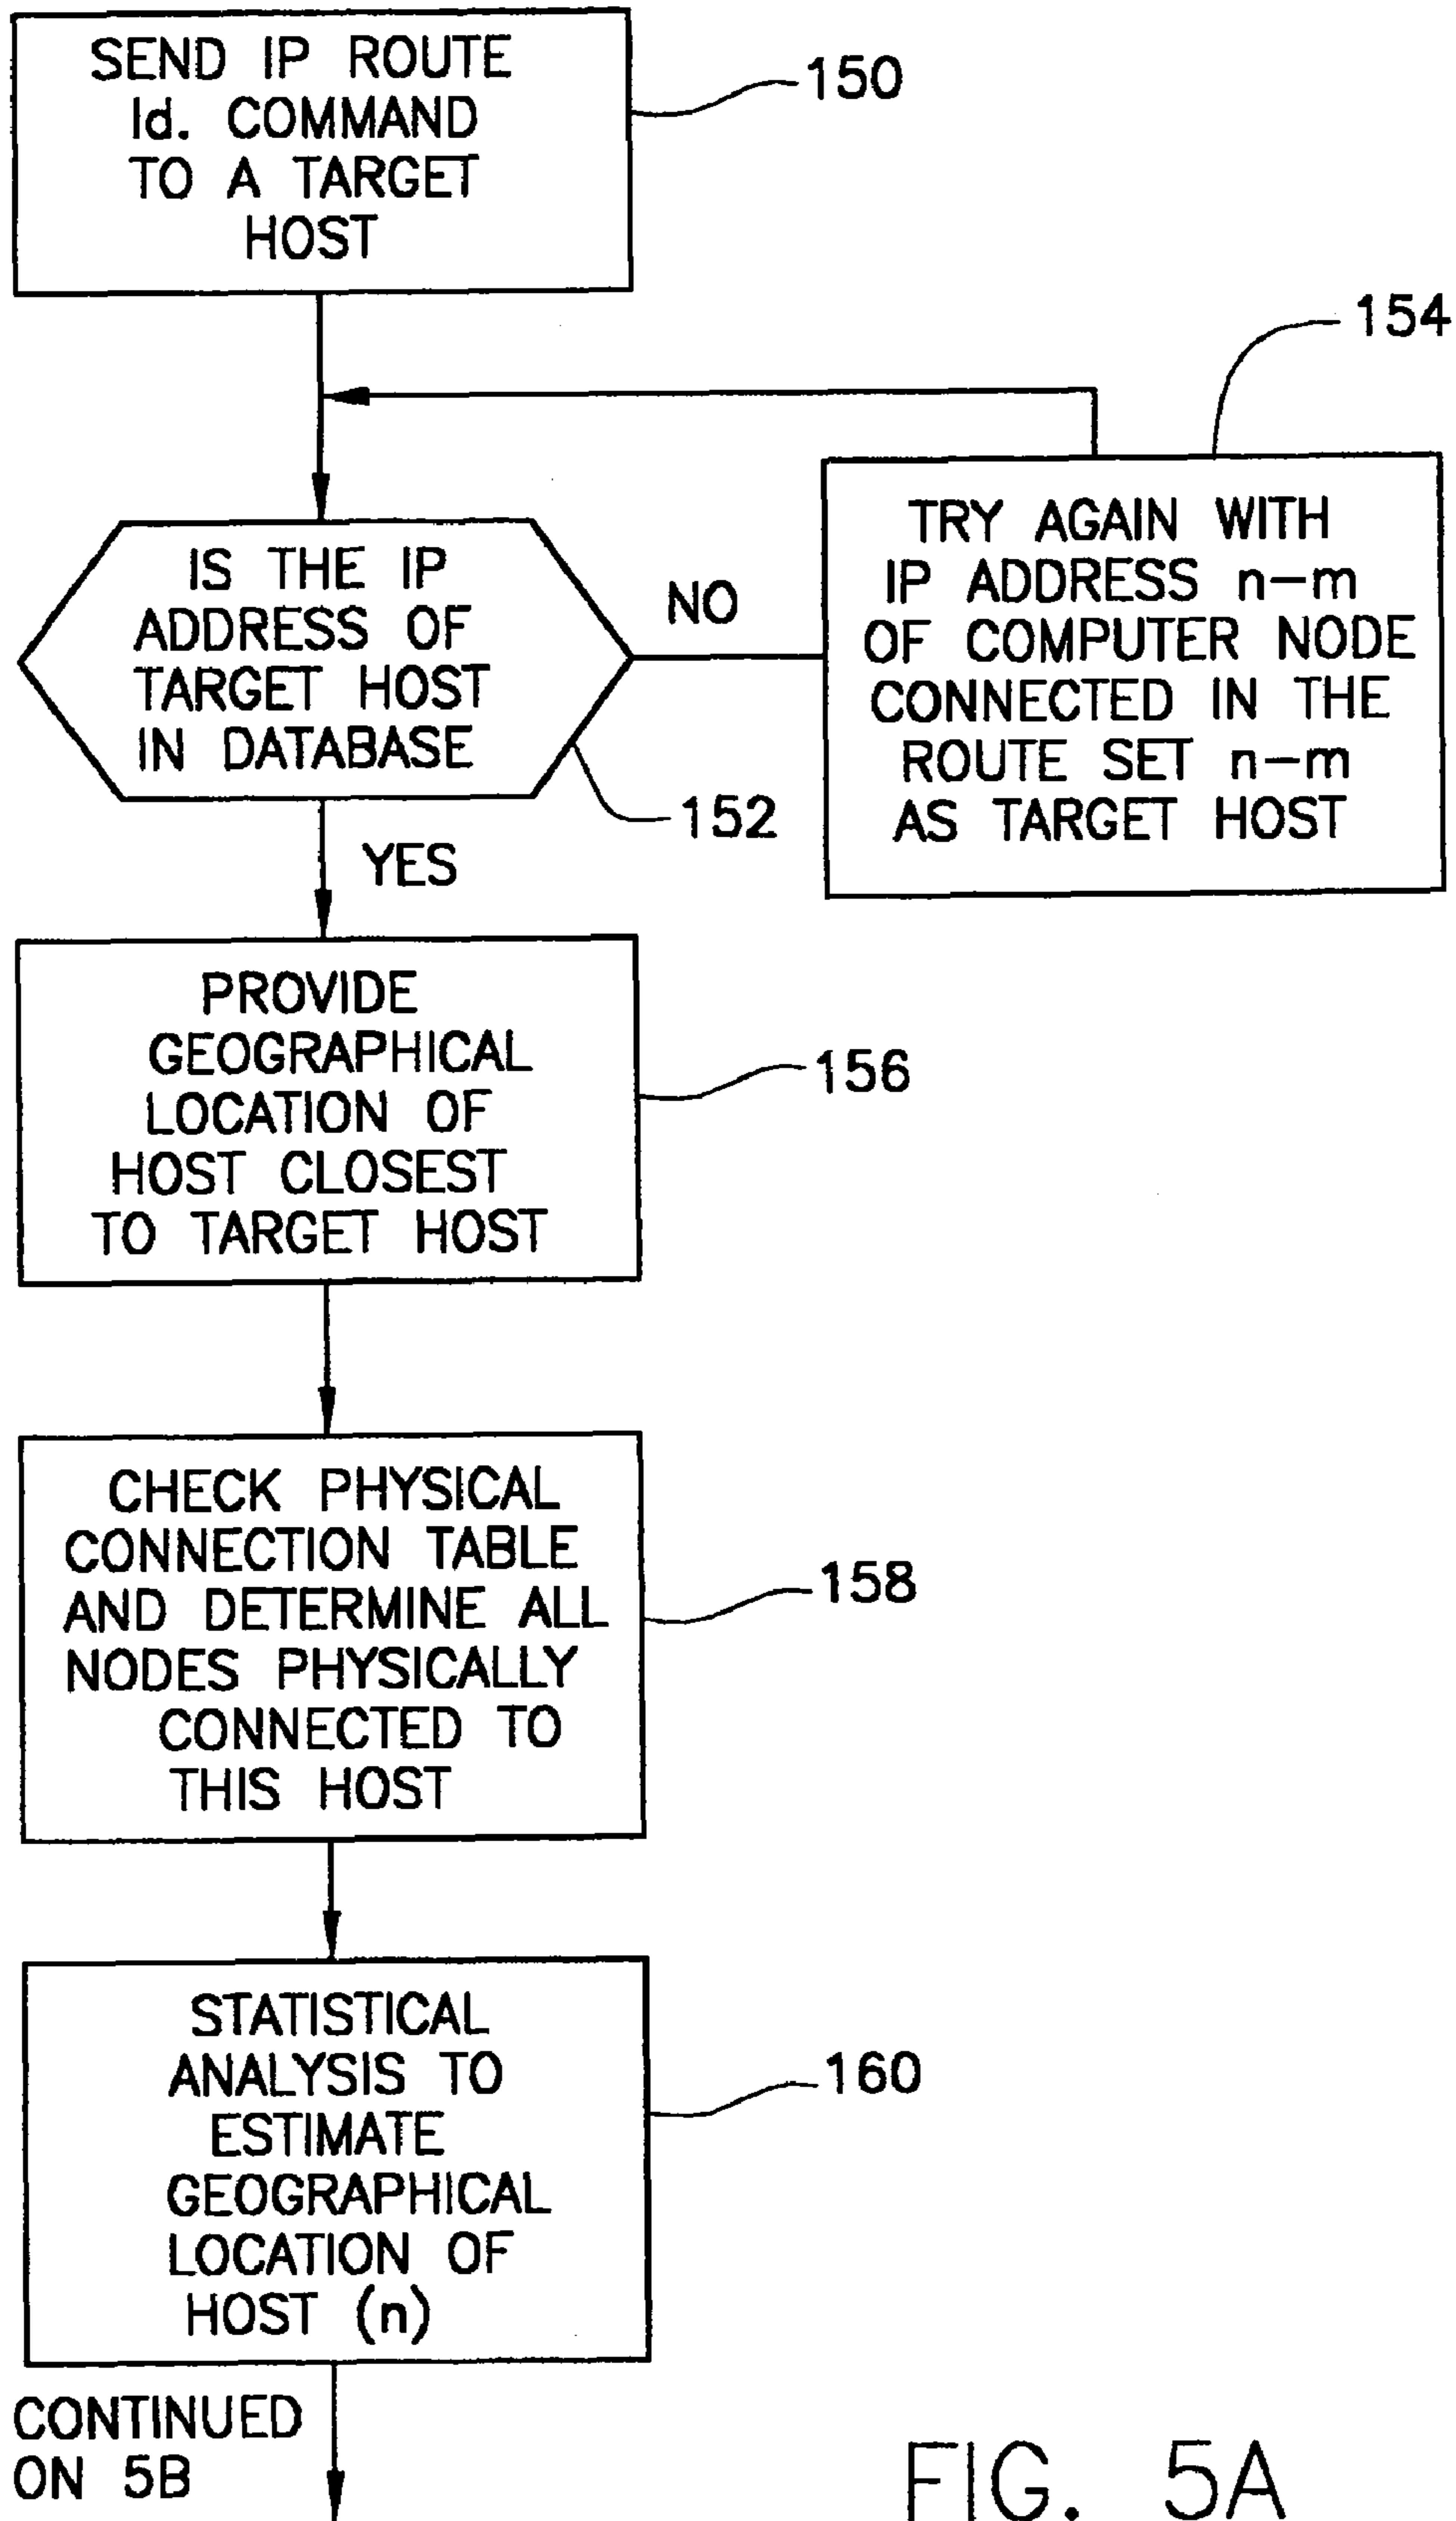 SEND IP ROUTE
Id. COMMAND
TO A TARGET
HOST
150
154
IS THE IP
ADDRESS OF
TARGET HOST
IN DATABASE
NO
152
YES
TRY AGAIN WITH
IP ADDRESS n-m
OF COMPUTER NODE
CONNECTED IN THE
ROUTE SET n-m
AS TARGET HOST
PROVIDE
GEOGRAPHICAL
LOCATION OF
HOST CLOSEST
TO TARGET HOST
156
CHECK PHYSICAL
CONNECTION TABLE
AND DETERMINE ALL
NODES PHYSICALLY
CONNECTED TO
THIS HOST
158
STATISTICAL
ANALYSIS TO
ESTIMATE
GEOGRAPHICAL
LOCATION OF
HOST (n)
160
CONTINUED
ON 5B
FIG. 5A